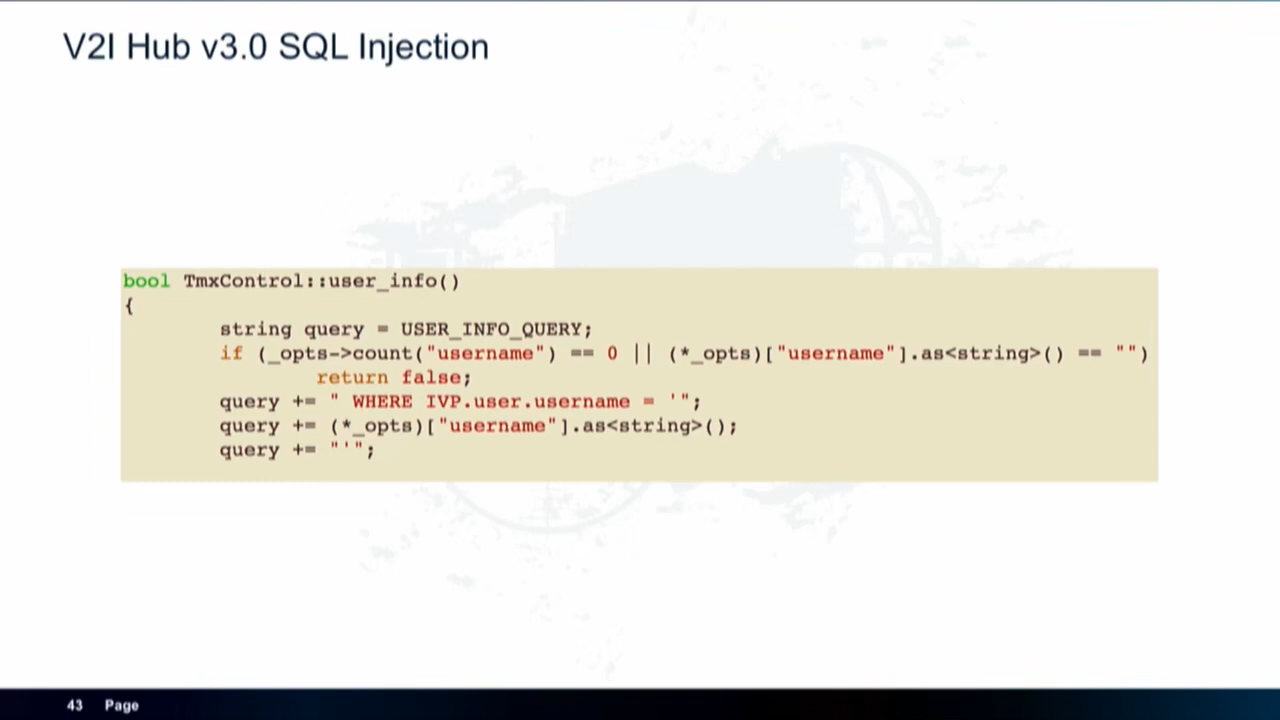 V2I Hub v3.0 SQL Injection
bool TmxControl::user_info()
{
string query = USER_INFO_QUERY;
if (_opts->count("username") == 0 || (*_opts)["username"].as<string>() == "")
return false;
query += " WHERE IVP.user.username = '";
query += (*_opts)["username"].as<string>();
query += "'";
43 Page